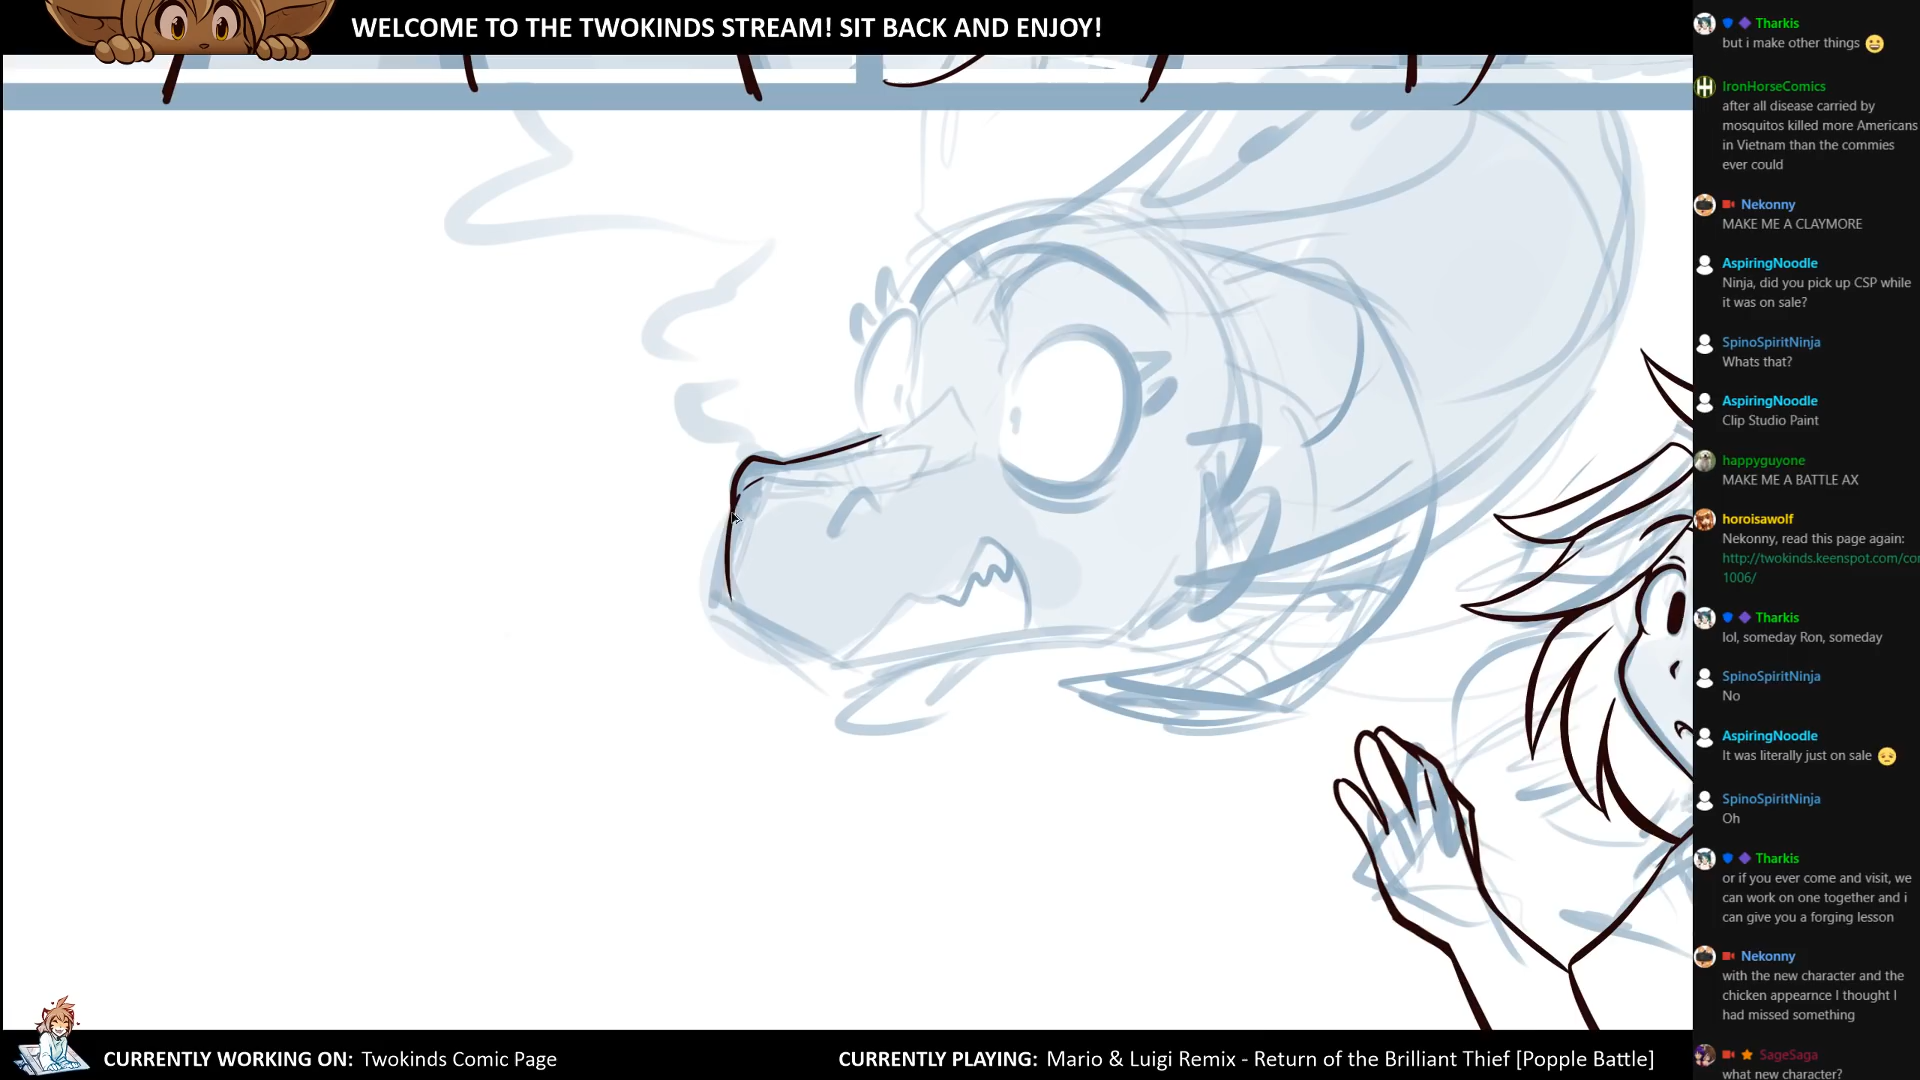 WELCOME TO THE TWOKINDS STREAM! SIT BACK AND ENJOY!
Tharkis
but i make other things
IronHorseComics
after all disease carried by
mosquitos killed more Americans
in Vietnam than the commies
ever could
Nekonny
MAKE ME A CLAYMORE
AspiringNoodle
Ninja, did you pick up CSP while
it was on sale?
SpinoSpiritNinja
Whats that?
AspiringNoodle
Clip Studio Paint
happyguyone
MAKE ME A BATTLE AX
horoisawolf
Nekonny, read this page again:
http://twokinds.keenspot.com/co
1006/
Tharkis
lol, someday Ron, someday
SpinoSpiritNinja
No
AspiringNoodle
It was literally just on sale
SpinoSpiritNinja
Oh
Tharkis
or if you ever come and visit, we
can work on one together and i
can give you a forging lesson
Nekonny
with the new character and the
chicken appearnce I thought I
had missed something
SageSaga
what new character?
CURRENTLY WORKING ON: Twokinds Comic Page
CURRENTLY PLAYING: Mario & Luigi Remix - Return of the Brilliant Thief [Popple Battle]